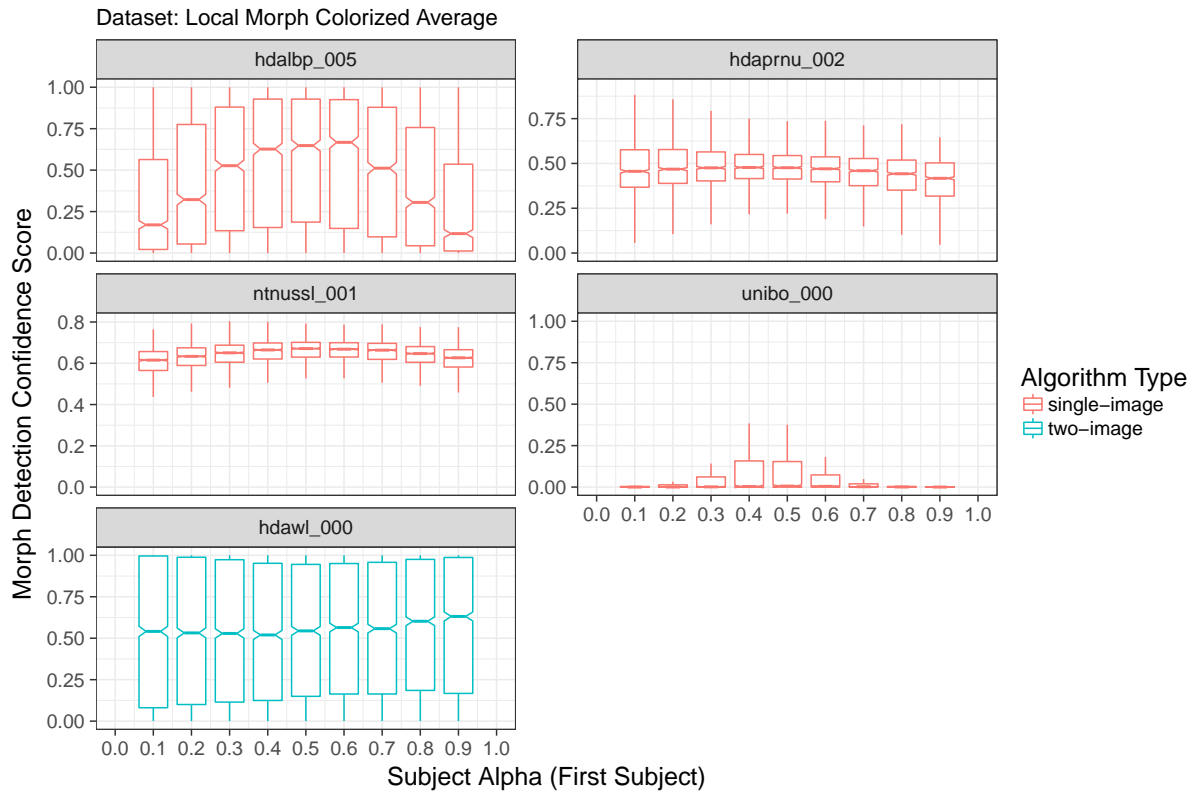 Dataset: Local Morph Colorized Average
hdalbp_005
hdaprnu_002
1.00
0.75
0.50
0.25
0.00
0.75
0.50
0.25
0.00
ntnussl_001
unibo_000
0.8
0.6
0.4
0.2
0.0
1.00
0.75
0.50
0.25
0.00
0.0 0.1 0.2 0.3 0.4 0.5 0.6 0.7 0.8 0.9 1.0
hdawl_000
1.00
0.75
0.50
0.25
0.00
0.0 0.1 0.2 0.3 0.4 0.5 0.6 0.7 0.8 0.9 1.0
Subject Alpha (First Subject)
Morph Detection Confidence Score
Algorithm Type
single−image
two−image